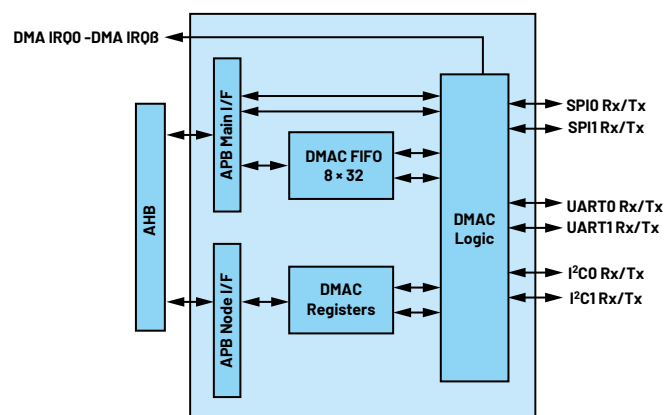 DMA IRQ0 -DMA IRQß
AHB
APB Main I/F
APB Node I/F
DMAC FIFO
8 × 32
DMAC
Registers
DMAC
Logic
SPI0 Rx/Tx
SPI1 Rx/Tx
UART0 Rx/Tx
UART1 Rx/Tx
I²C0 Rx/Tx
I²C1 Rx/Tx